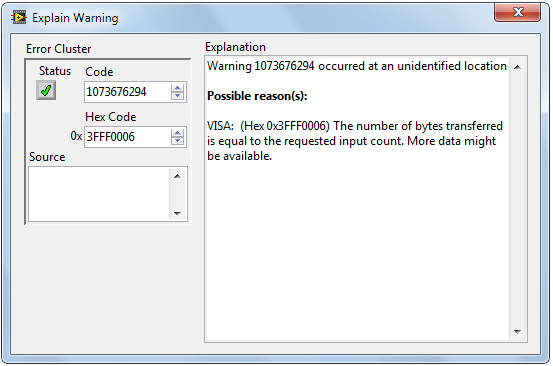 Explain Warning
Error Cluster
Status
Code
1073676294
Hex Code
0x
3FFF0006
Source
Explanation
Warning 1073676294 occurred at an unidentified location
Possible reason(s):
VISA:  (Hex 0x3FFF0006) The number of bytes transferred
is equal to the requested input count. More data might
be available.